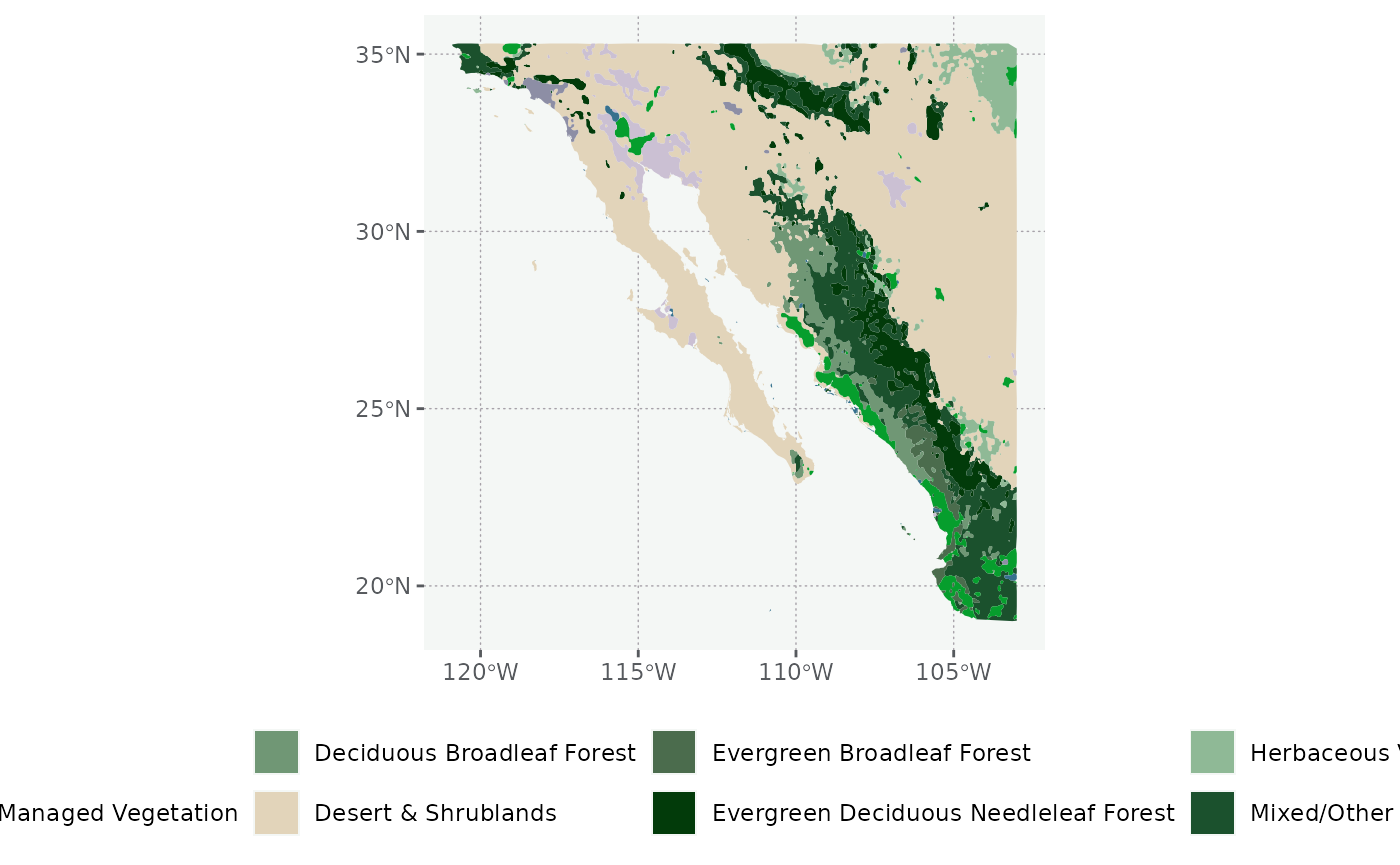 35°N
30°N
25°N
20°N
120°W 115°W 110°W 105°W
Deciduous Broadleaf Forest Evergreen Broadleaf Forest Herbaceous
Managed Vegetation Desert & Shrublands Evergreen Deciduous Needleleaf Forest Mixed/Other